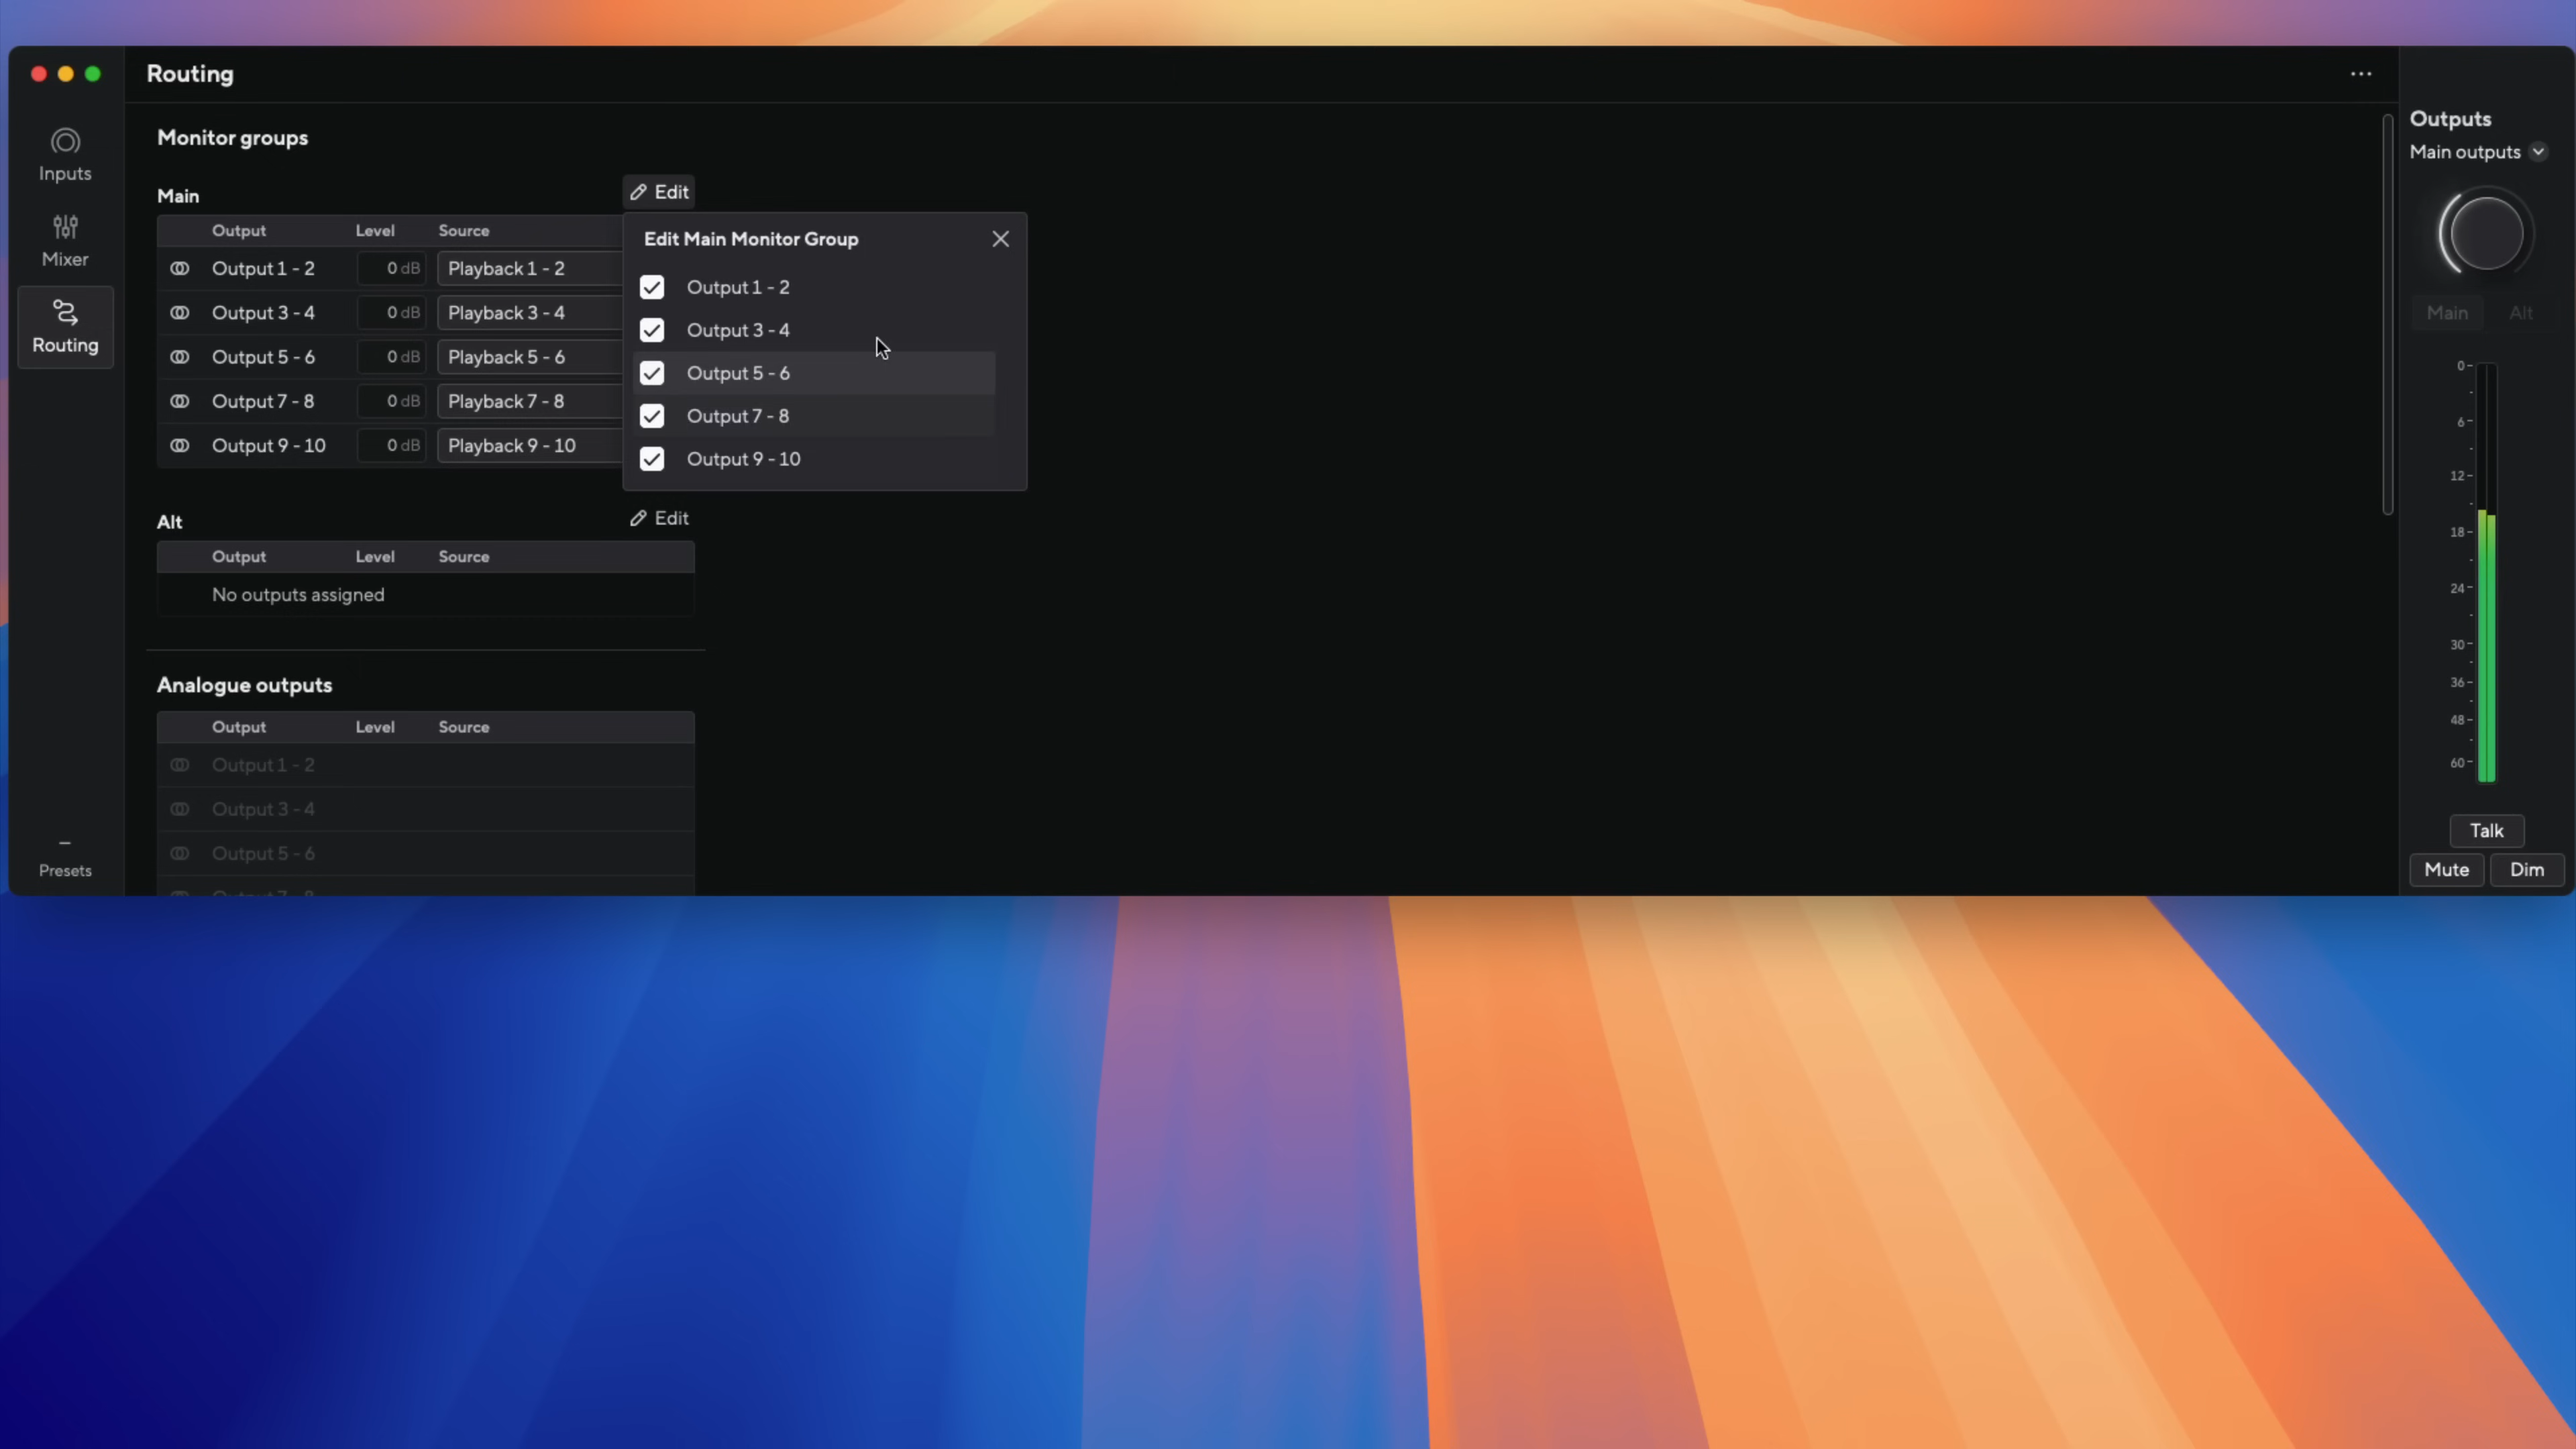 Routing
...
Inputs
Mixer
Routing
Presets
Monitor groups
Main
Edit
Output Level Source
Output 1 - 2 0 dB Playback 1 - 2
Output 3 - 4 0 dB Playback 3 - 4
Output 5 - 6 0 dB Playback 5 - 6
Output 7 - 8 0 dB Playback 7 - 8
Output 9 - 10 0 dB Playback 9 - 10
Edit Main Monitor Group
Output 1 - 2
Output 3 - 4
Output 5 - 6
Output 7 - 8
Output 9 - 10
Alt
Edit
Output Level Source
No outputs assigned
Analogue outputs
Output Level Source
Output 1 - 2
Output 3 - 4
Output 5 - 6
Outputs
Main outputs
Main Alt
0
6
12
18
24
30
36
48
60
Talk
Mute Dim